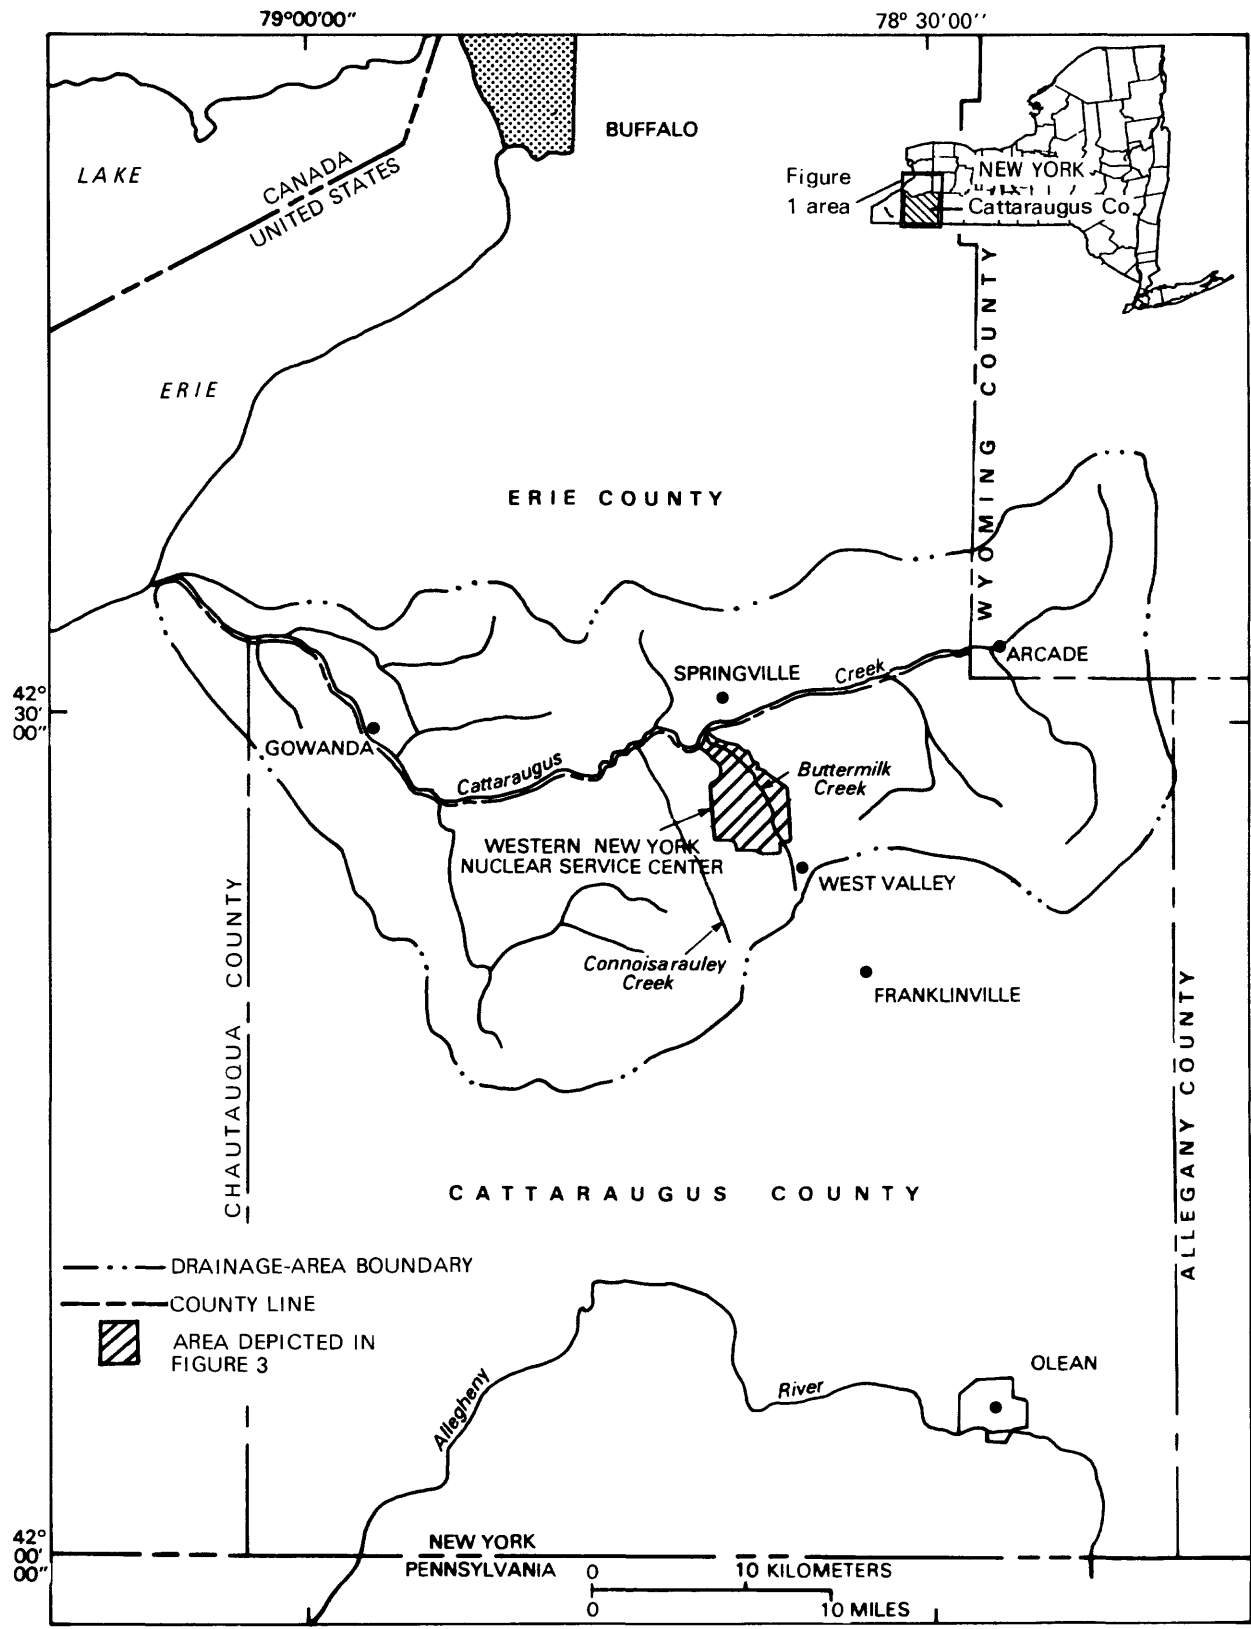 79°00'00"
78° 30'00"
BUFFALO
LAKE
CANADA
UNITED STATES
Figure
1 area
NEW YORK
Cattaraugus Co
ERIE
WYOMING COUNTY
ERIE COUNTY
SPRINGVILLE
Creek
ARCADE
42°
30'
00"
GOWANDA
Cattaraugus
Buttermilk
Creek
WESTERN NEW YORK
NUCLEAR SERVICE CENTER
WEST VALLEY
Connoisarauley
Creek
FRANKLINVILLE
CHAUTAUQUA COUNTY
ALLEGANY COUNTY
CATTARAUGUS COUNTY
DRAINAGE-AREA BOUNDARY
COUNTY LINE
AREA DEPICTED IN
FIGURE 3
OLEAN
Allegheny
River
42°
00'
00"
NEW YORK
PENNSYLVANIA
0 10 KILOMETERS
0 10 MILES